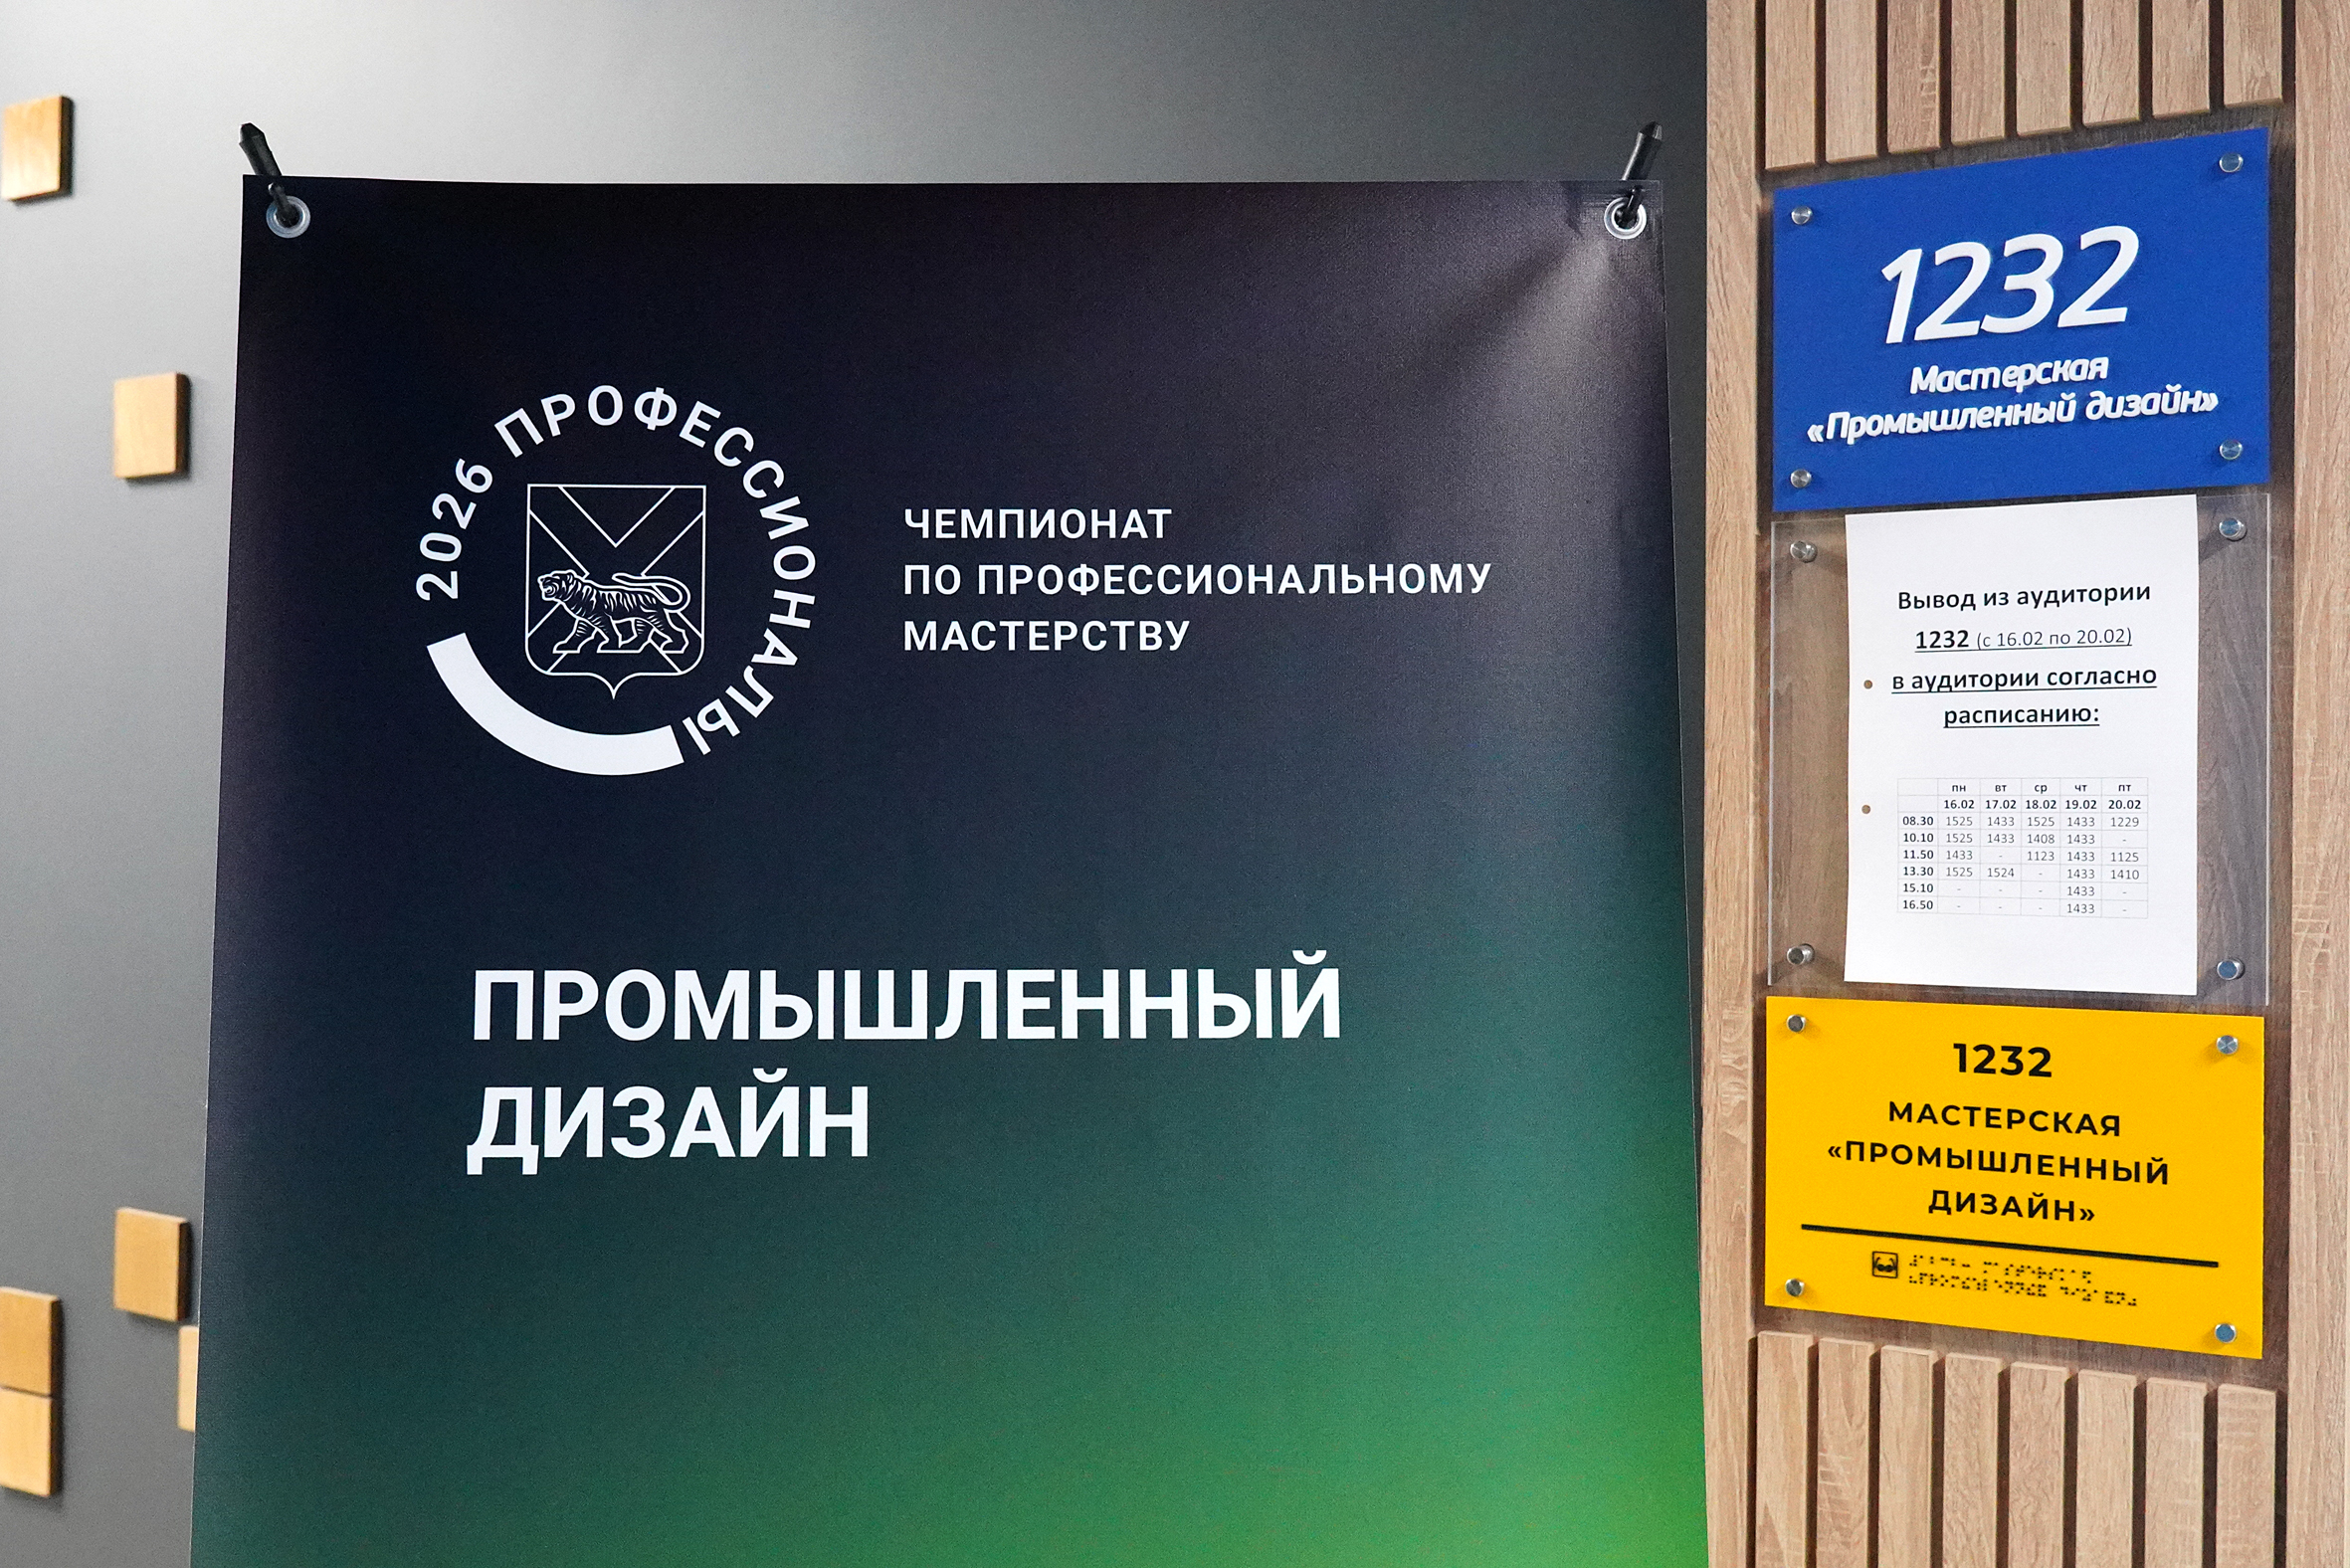 2026 ПРОФЕССИОНАЛЫ
ЧЕМПИОНАТ
ПО ПРОФЕССИОНАЛЬНОМУ
МАСТЕРСТВУ
ПРОМЫШЛЕННЫЙ
ДИЗАЙН
1232
Мастерская
«Промышленный дизайн»
Вывод из аудитории
1232 (с 16.02 по 20.02)
в аудитории согласно
расписанию:
пн вт ср чт пт
16.02 17.02 18.02 19.02 20.02
08.30 1525 1433 1525 1433 1229
10.10 1525 1433 1408 1433 -
11.50 1433 - 1123 1433 1125
13.30 1525 1524 - 1433 1410
15.10 - - - 1433 -
16.50 - - - 1433 -
1232
МАСТЕРСКАЯ
«ПРОМЫШЛЕННЫЙ
ДИЗАЙН»